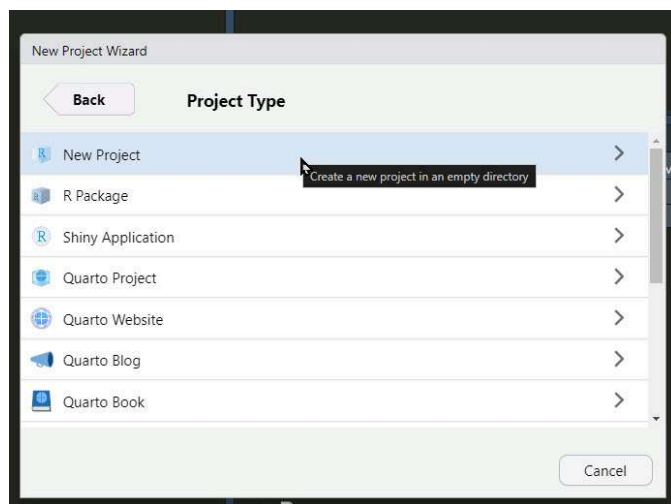 New Project Wizard
Back
Project Type
New Project
Create a new project in an empty directory
R Package
Shiny Application
Quarto Project
Quarto Website
Quarto Blog
Quarto Book
Cancel